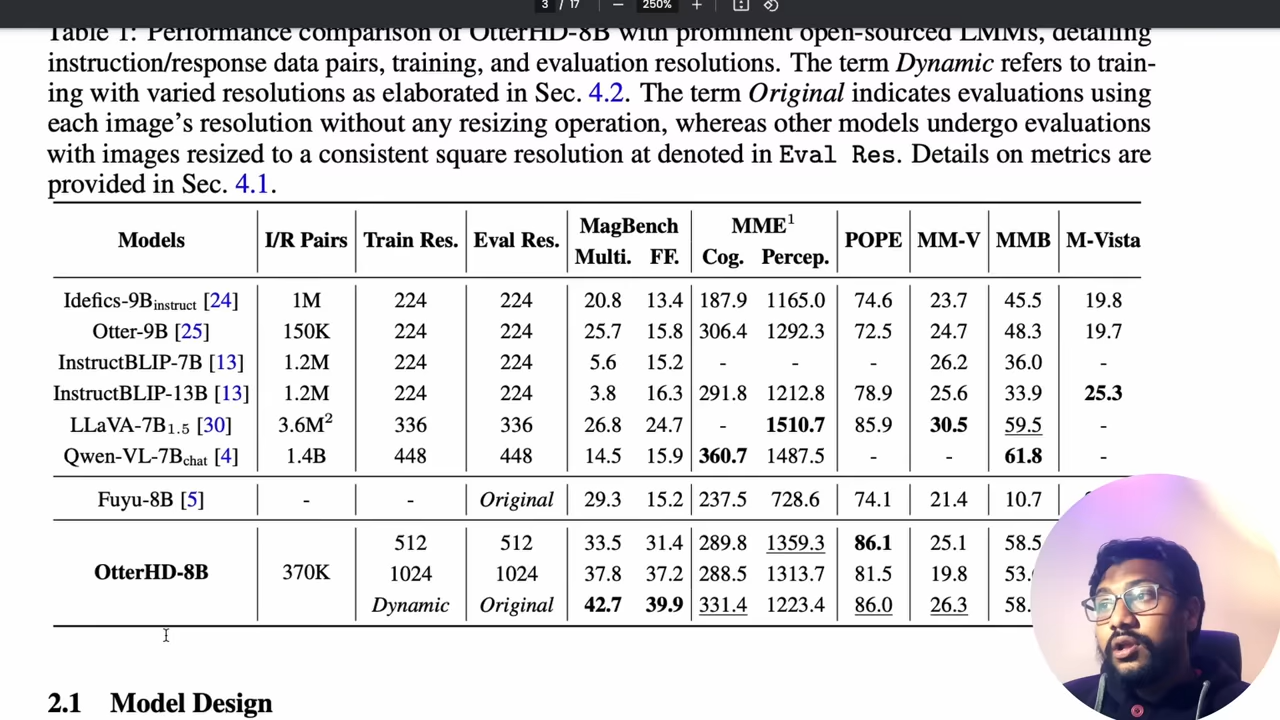 3 / 17 250%
Table 1: Performance comparison of OtterHD-8B with prominent open-sourced LMMs, detailing
instruction/response data pairs, training, and evaluation resolutions. The term Dynamic refers to train-
ing with varied resolutions as elaborated in Sec. 4.2. The term Original indicates evaluations using
each image's resolution without any resizing operation, whereas other models undergo evaluations
with images resized to a consistent square resolution at denoted in Eval Res. Details on metrics are
provided in Sec. 4.1.
Models I/R Pairs Train Res. Eval Res. MagBench MME¹ POPE MM-V MMB M-Vista
Multi. FF. Cog. Percep.
Idefics-9Binstruct [24] 1M 224 224 20.8 13.4 187.9 1165.0 74.6 23.7 45.5 19.8
Otter-9B [25] 150K 224 224 25.7 15.8 306.4 1292.3 72.5 24.7 48.3 19.7
InstructBLIP-7B [13] 1.2M 224 224 5.6 15.2 - - - 26.2 36.0 -
InstructBLIP-13B [13] 1.2M 224 224 3.8 16.3 291.8 1212.8 78.9 25.6 33.9 25.3
LLaVA-7B1.5 [30] 3.6M² 336 336 26.8 24.7 - 1510.7 85.9 30.5 59.5 -
Qwen-VL-7Bchat [4] 1.4B 448 448 14.5 15.9 360.7 1487.5 - - 61.8 -
Fuyu-8B [5] - - Original 29.3 15.2 237.5 728.6 74.1 21.4 10.7
512 512 33.5 31.4 289.8 1359.3 86.1 25.1 58.5
OtterHD-8B 370K 1024 1024 37.8 37.2 288.5 1313.7 81.5 19.8 53.
Dynamic Original 42.7 39.9 331.4 1223.4 86.0 26.3 58.
2.1 Model Design